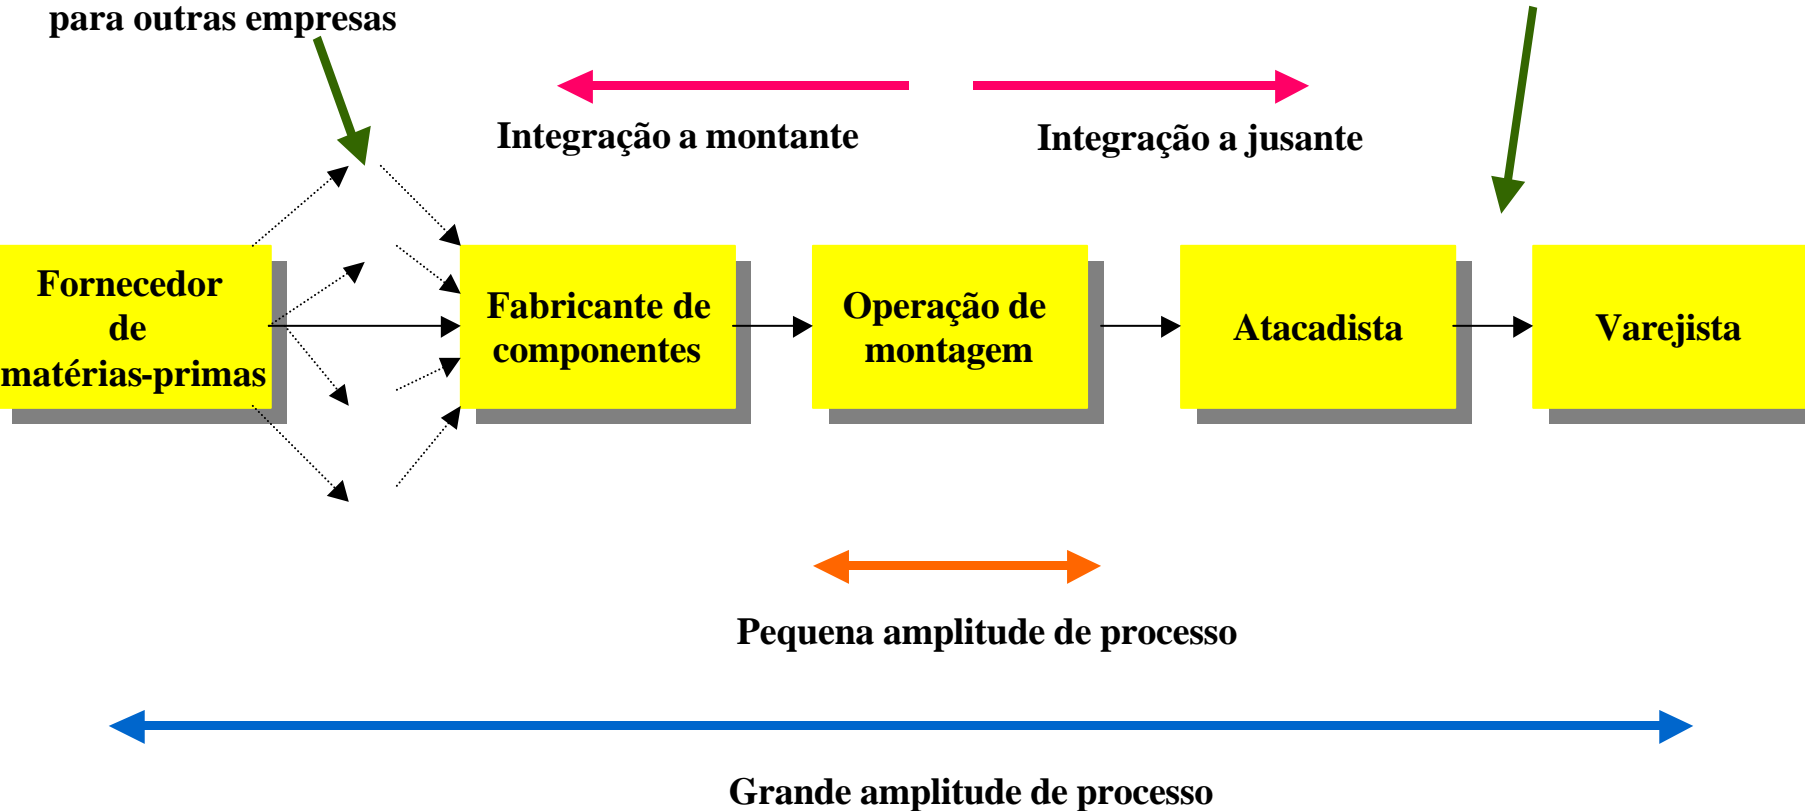 para outras empresas
Integração a montante
Integração a jusante
Fornecedor
de
matérias-primas
Fabricante de
componentes
Operação de
montagem
Atacadista
Varejista
Pequena amplitude de processo
Grande amplitude de processo